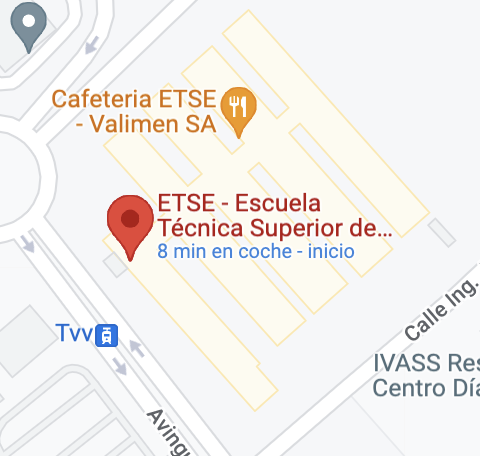 Cafeteria ETSE
- Valimen SA
ETSE - Escuela
Técnica Superior de...
8 min en coche - inicio
Tvv
Calle Ing.
IVASS Res
Centro Día
Avingu